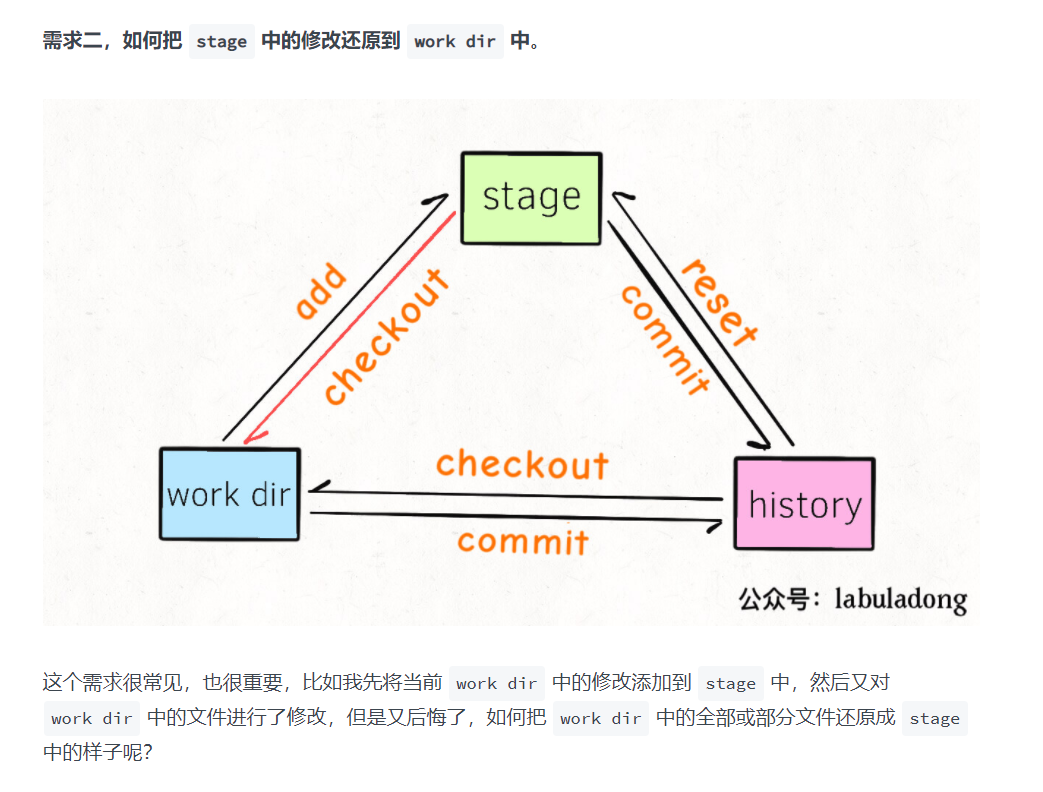 需求二，如何把 stage 中的修改还原到 work dir 中。
stage
add
checkout
reset
commit
work dir
checkout
commit
history
公众号：labuladong
这个需求很常见，也很重要，比如我先将当前 work dir 中的修改添加到 stage 中，然后又对
work dir 中的文件进行了修改，但是又后悔了，如何把 work dir 中的全部或部分文件还原成 stage
中的样子呢？